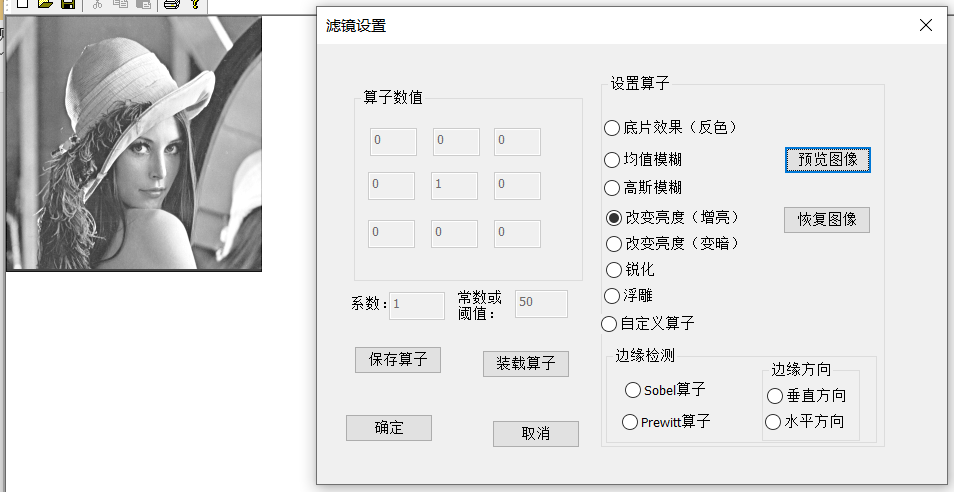 滤镜设置
算子数值
0 0 0
0 1 0
0 0 0
系数：1
常数或
阈值： 50
保存算子
装载算子
确定
取消
设置算子
底片效果（反色）
均值模糊
高斯模糊
改变亮度（增亮）
改变亮度（变暗）
锐化
浮雕
自定义算子
预览图像
恢复图像
边缘检测
Sobel算子
Prewitt算子
边缘方向
垂直方向
水平方向